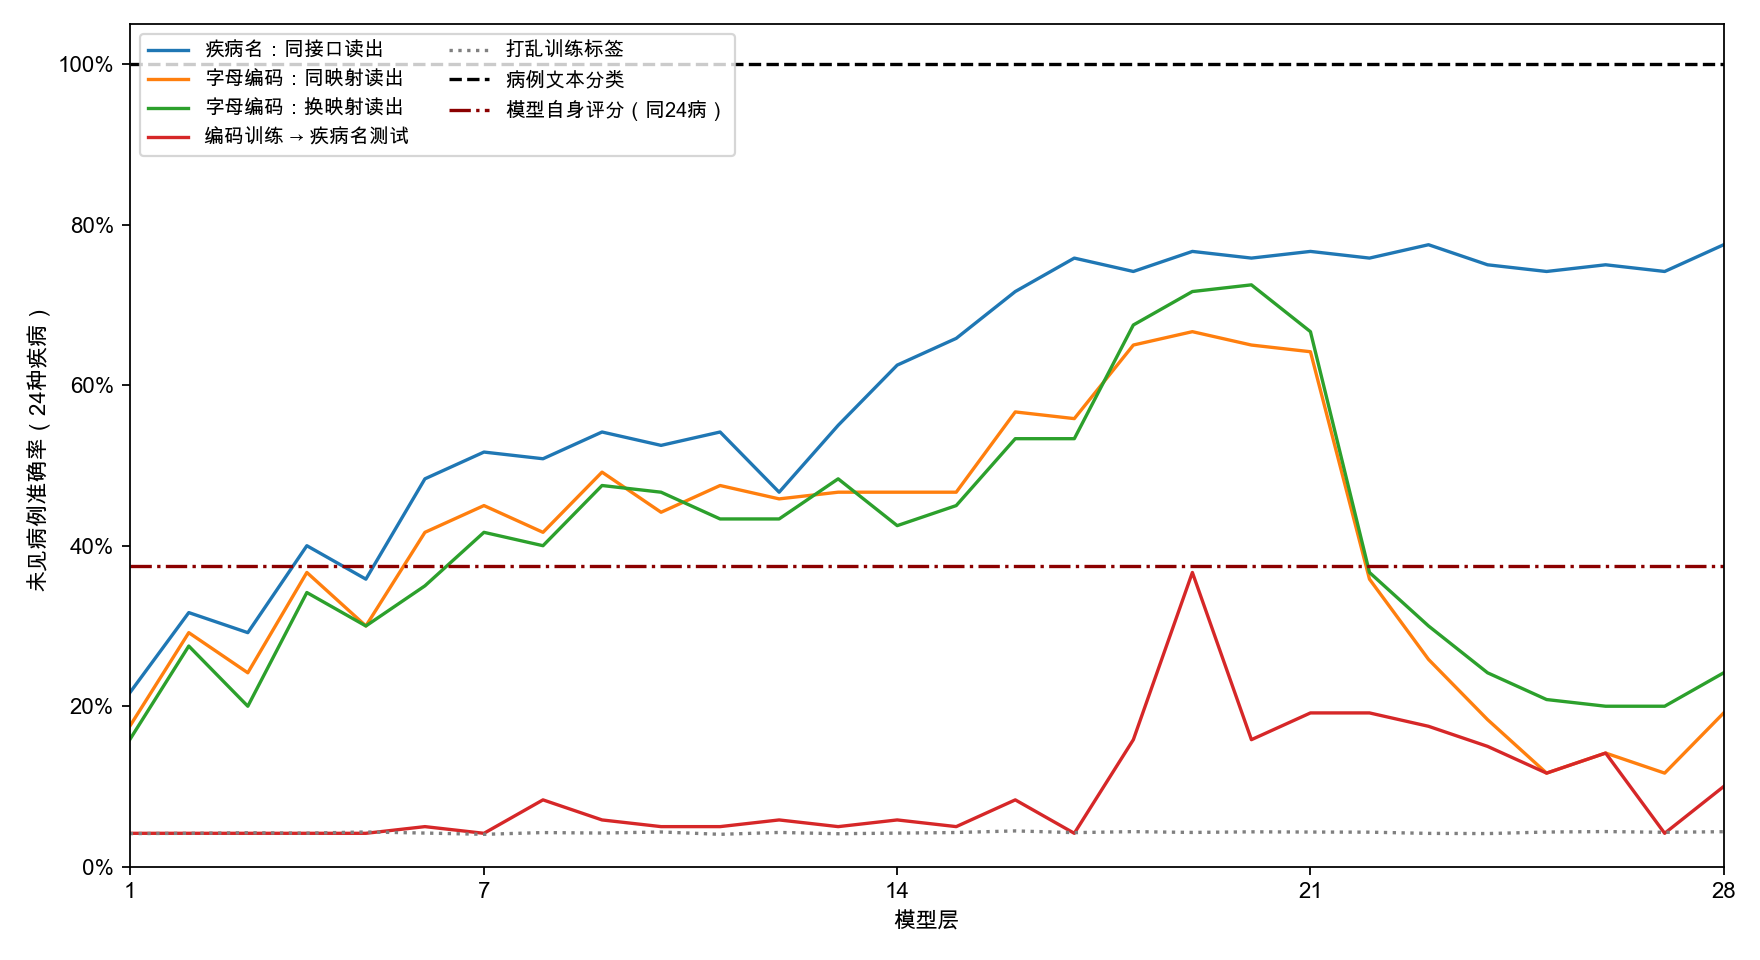 疾病名：同接口读出
字母编码：同映射读出
字母编码：换映射读出
编码训练→疾病名测试
打乱训练标签
病例文本分类
模型自身评分（同24病）
100%
80%
60%
40%
20%
0%
未见病例准确率（24种疾病）
1
7
14
21
28
模型层